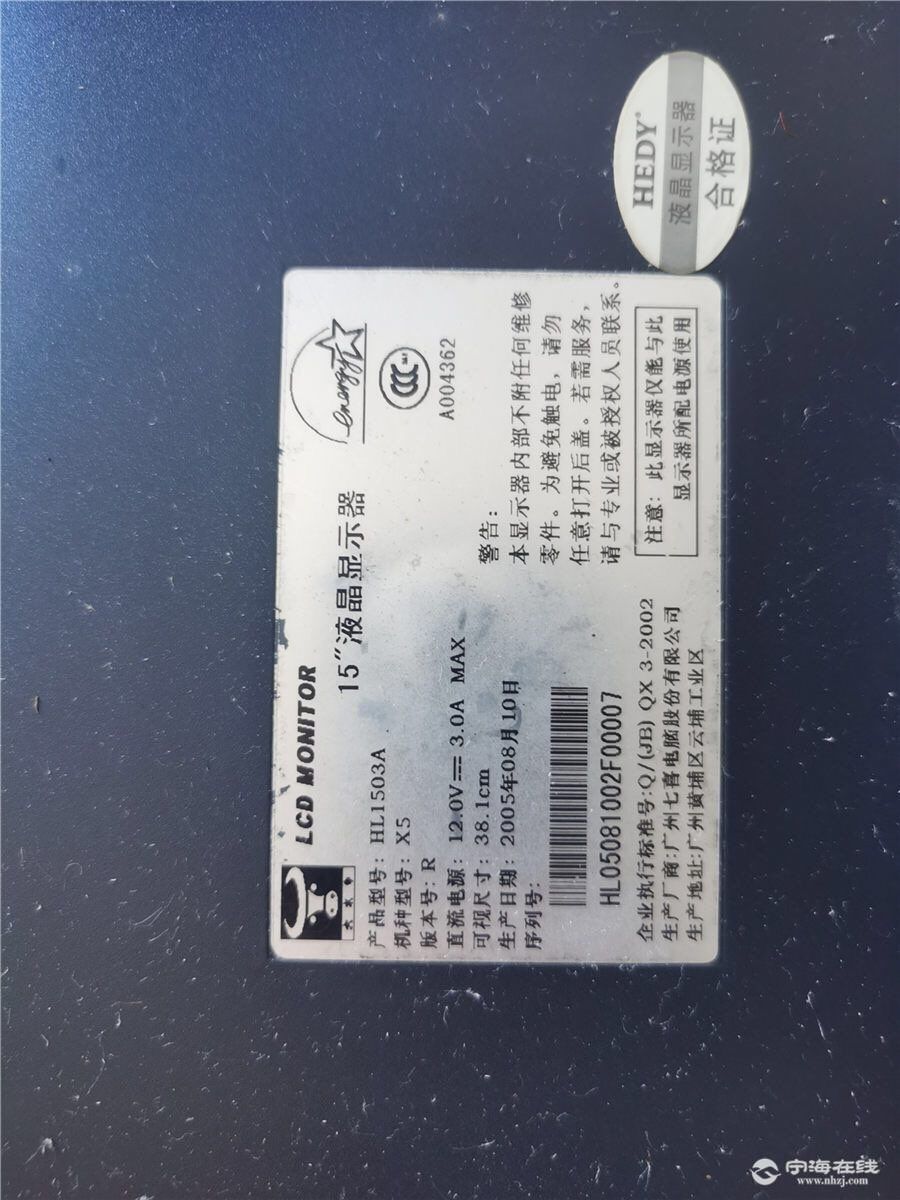 HEDY®
液晶显示器
合格证
LCD MONITOR
15"液晶显示器
energy
A004362
大水牛
产品型号: HL1503A
机种型号: X5
版本号: R
直流电源: 12.0V 3.0A MAX
可视尺寸: 38.1cm
生产日期: 2005年08月10日
序列号:
HL05081002F00007
警告:
本显示器内部不附任何维修
零件。为避免触电,请勿
任意打开后盖。若需服务,
请与专业或被授权人员联系。
注意: 此显示器仅能与此
显示器所配电源使用
企业执行标准号:Q/(JB) QX 3-2002
生产厂商:广州七喜电脑股份有限公司
生产地址:广州黄埔区云埔工业区
宁海在线
www.nhzj.com